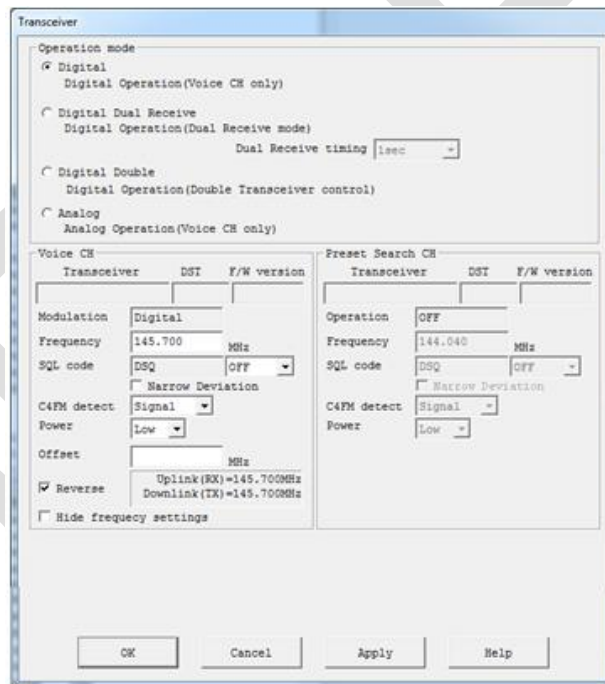 Transceiver
Operation mode
Digital
Digital Operation(Voice CH only)
Digital Dual Receive
Digital Operation(Dual Receive mode)
Dual Receive timing 1sec
Digital Double
Digital Operation(Double Transceiver control)
Analog
Analog Operation(Voice CH only)
Voice CH
Transceiver DST F/W version
Modulation Digital
Frequency 145.700 MHz
SQL code DSQ OFF
Narrow Deviation
C4FM detect Signal
Power Low
Offset MHz
Reverse Uplink(RX)=145.700MHz
Downlink(TX)=145.700MHz
Hide frequecy settings
Preset Search CH
Transceiver DST F/W version
Operation OFF
Frequency 144.040 MHz
SQL code DSQ OFF
Narrow Deviation
C4FM detect Signal
Power Low
OK Cancel Apply Help